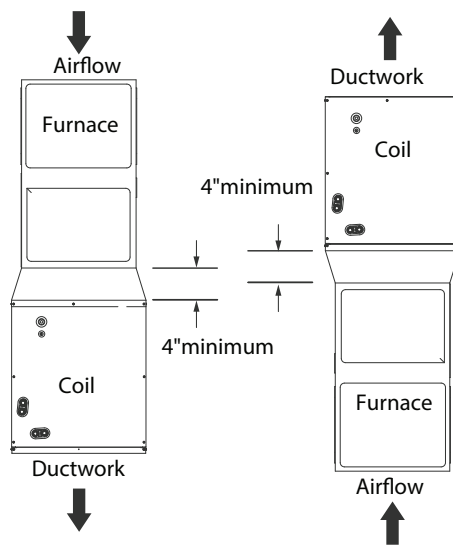 Airflow
Furnace
4"minimum
Coil
Ductwork
Ductwork
Coil
4"minimum
Furnace
Airflow